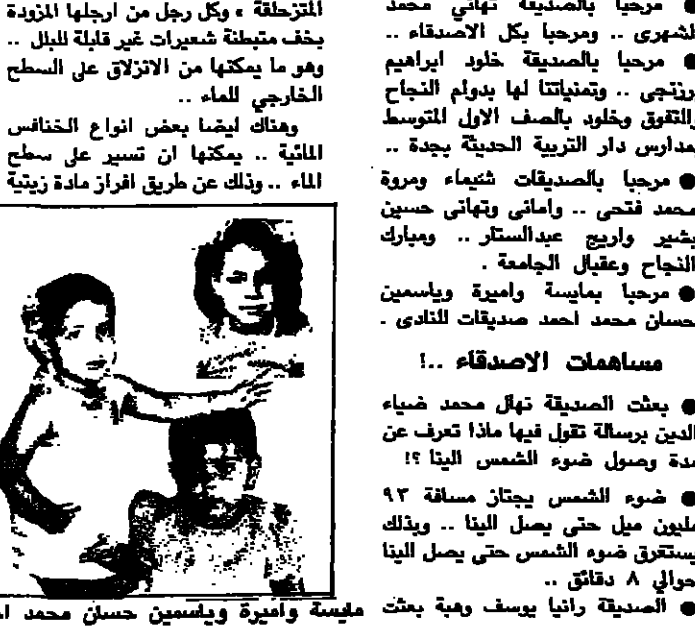 ● مرحبا بالصديقة تهاني محمد
الشهرى .. ومرحبا بكل الاصدقاء ..
● مرحبا بالصديقة خلود ابراهيم
برزنجى .. وتمنياتنا لها بدوام النجاح
والتفوق وخلود بالصف الاول المتوسط
بمدارس دار التربية الحديثة بجدة ..
● مرحبا بالصديقات شيماء ومروة
محمد فتحى .. وامانى وتهانى حسين
بشير واريج عبدالستار .. ومبارك
النجاح وعقبال الجامعة .
● مرحبا بمايسة واميرة وياسمين
حسان محمد احمد صديقات للنادى .
مساهمات الاصدقاء ..!
● بعثت الصديقة نهال محمد ضياء
الدين برسالة تقول فيها ماذا تعرف عن
مدة وصول ضوء الشمس الينا ؟!
● ضوء الشمس يجتاز مسافة ٩٣
مليون ميل حتى يصل الينا .. وبذلك
يستغرق ضوء الشمس حتى يصل الينا
حوالي ٨ دقائق ..
● الصديقة رانيا يوسف وهبة بعثت
المتزحلقة » وكل رجل من ارجلها المزودة
بخف متبطنة شعيرات غير قابلة للبلل ..
وهو ما يمكنها من الانزلاق على السطح
الخارجي للماء ..
وهناك ايضا بعض انواع الخنافس
المائية .. يمكنها ان تسير على سطح
الماء .. وذلك عن طريق افراز مادة زيتية
مايسة واميرة وياسمين حسان محمد